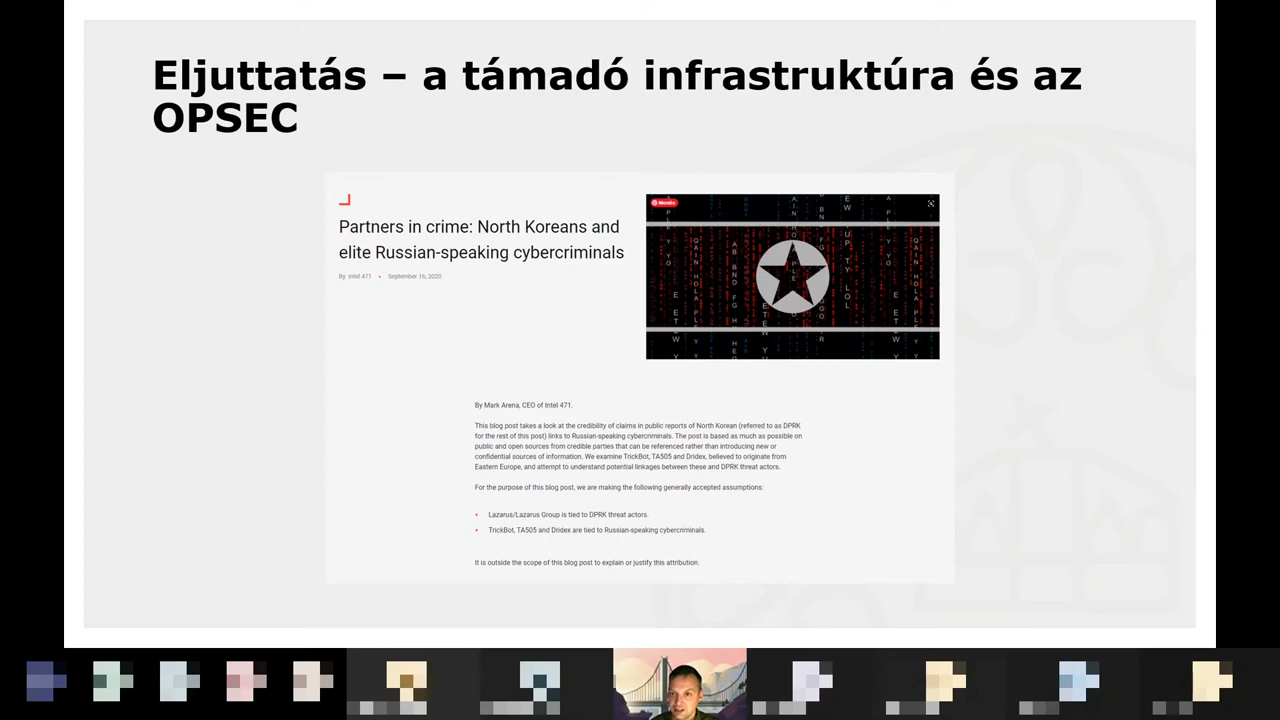 Eljuttatás – a támadó infrastruktúra és az
OPSEC
Partners in crime: North Koreans and
elite Russian-speaking cybercriminals
By Intel 471 • September 16, 2020
By Mark Arena, CEO of Intel 471.
This blog post takes a look at the credibility of claims in public reports of North Korean (referred to as DPRK
for the rest of this post) links to Russian-speaking cybercriminals. The post is based as much as possible on
public and open sources from credible parties that can be referenced rather than introducing new or
confidential sources of information. We examine TrickBot, TA505 and Dridex, believed to originate from
Eastern Europe, and attempt to understand potential linkages between these and DPRK threat actors.
For the purpose of this blog post, we are making the following generally accepted assumptions:
• Lazarus/Lazarus Group is tied to DPRK threat actors.
• TrickBot, TA505 and Dridex are tied to Russian-speaking cybercriminals.
It is outside the scope of this blog post to explain or justify this attribution.